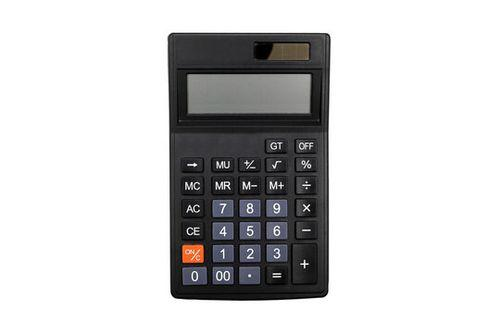 GT OFF
→ MU +/− √ %
MC MR M− M+ ÷
AC 7 8 9 ×
CE 4 5 6 −
ON/C 1 2 3 +
0 00 · =